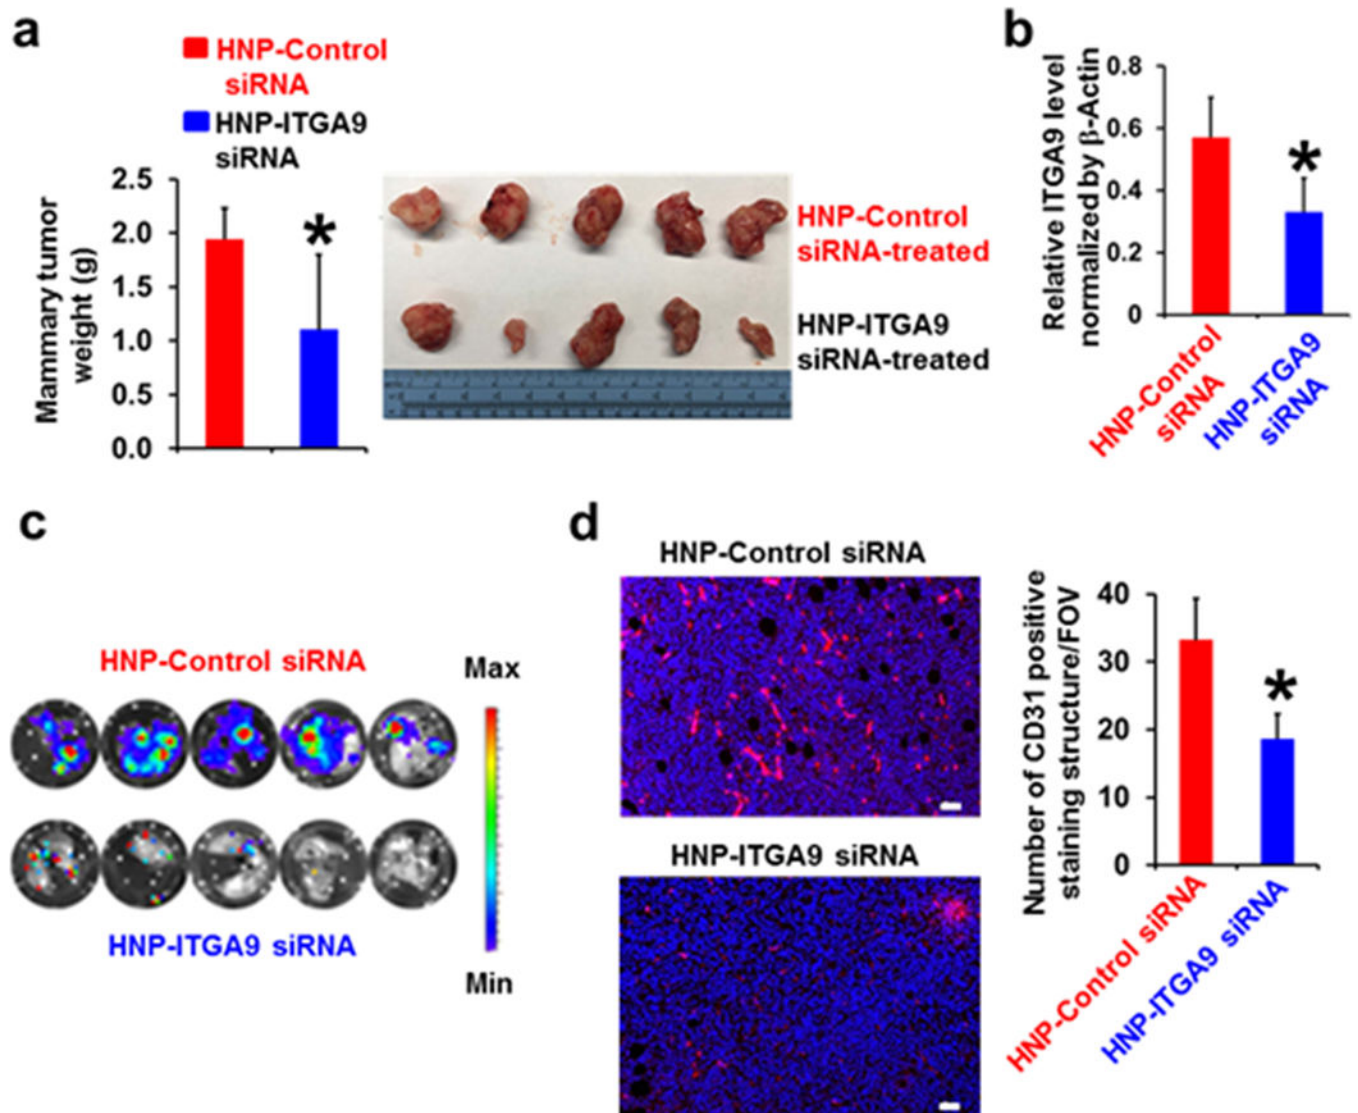 a
HNP-Control
siRNA
HNP-ITGA9
siRNA
Mammary tumor
weight (g)
2.5
2.0
1.5
1.0
0.5
0.0
*
HNP-Control
siRNA-treated
HNP-ITGA9
siRNA-treated
b
Relative ITGA9 level
normalized by β-Actin
0.8
0.6
0.4
0.2
0
*
HNP-Control
siRNA
HNP-ITGA9
siRNA
c
HNP-Control siRNA
HNP-ITGA9 siRNA
Max
Min
d
HNP-Control siRNA
HNP-ITGA9 siRNA
Number of CD31 positive
staining structure/FOV
40
30
20
10
0
*
HNP-Control siRNA
HNP-ITGA9 siRNA